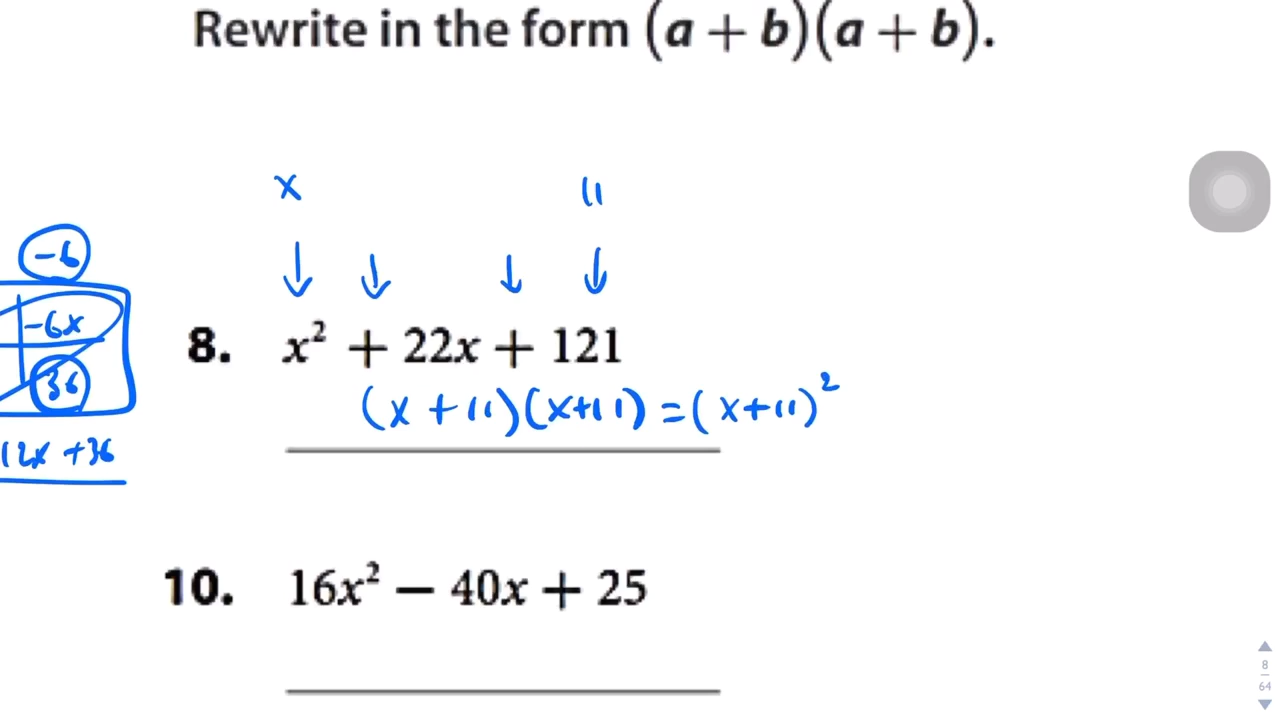 Rewrite in the form (a + b)(a + b).
x 11
-6
↓ ↓ ↓ ↓
-6x
8. x² + 22x + 121
36
(x + 11)(x+11) = (x+11)²
12x + 36
10. 16x² − 40x + 25
8
64